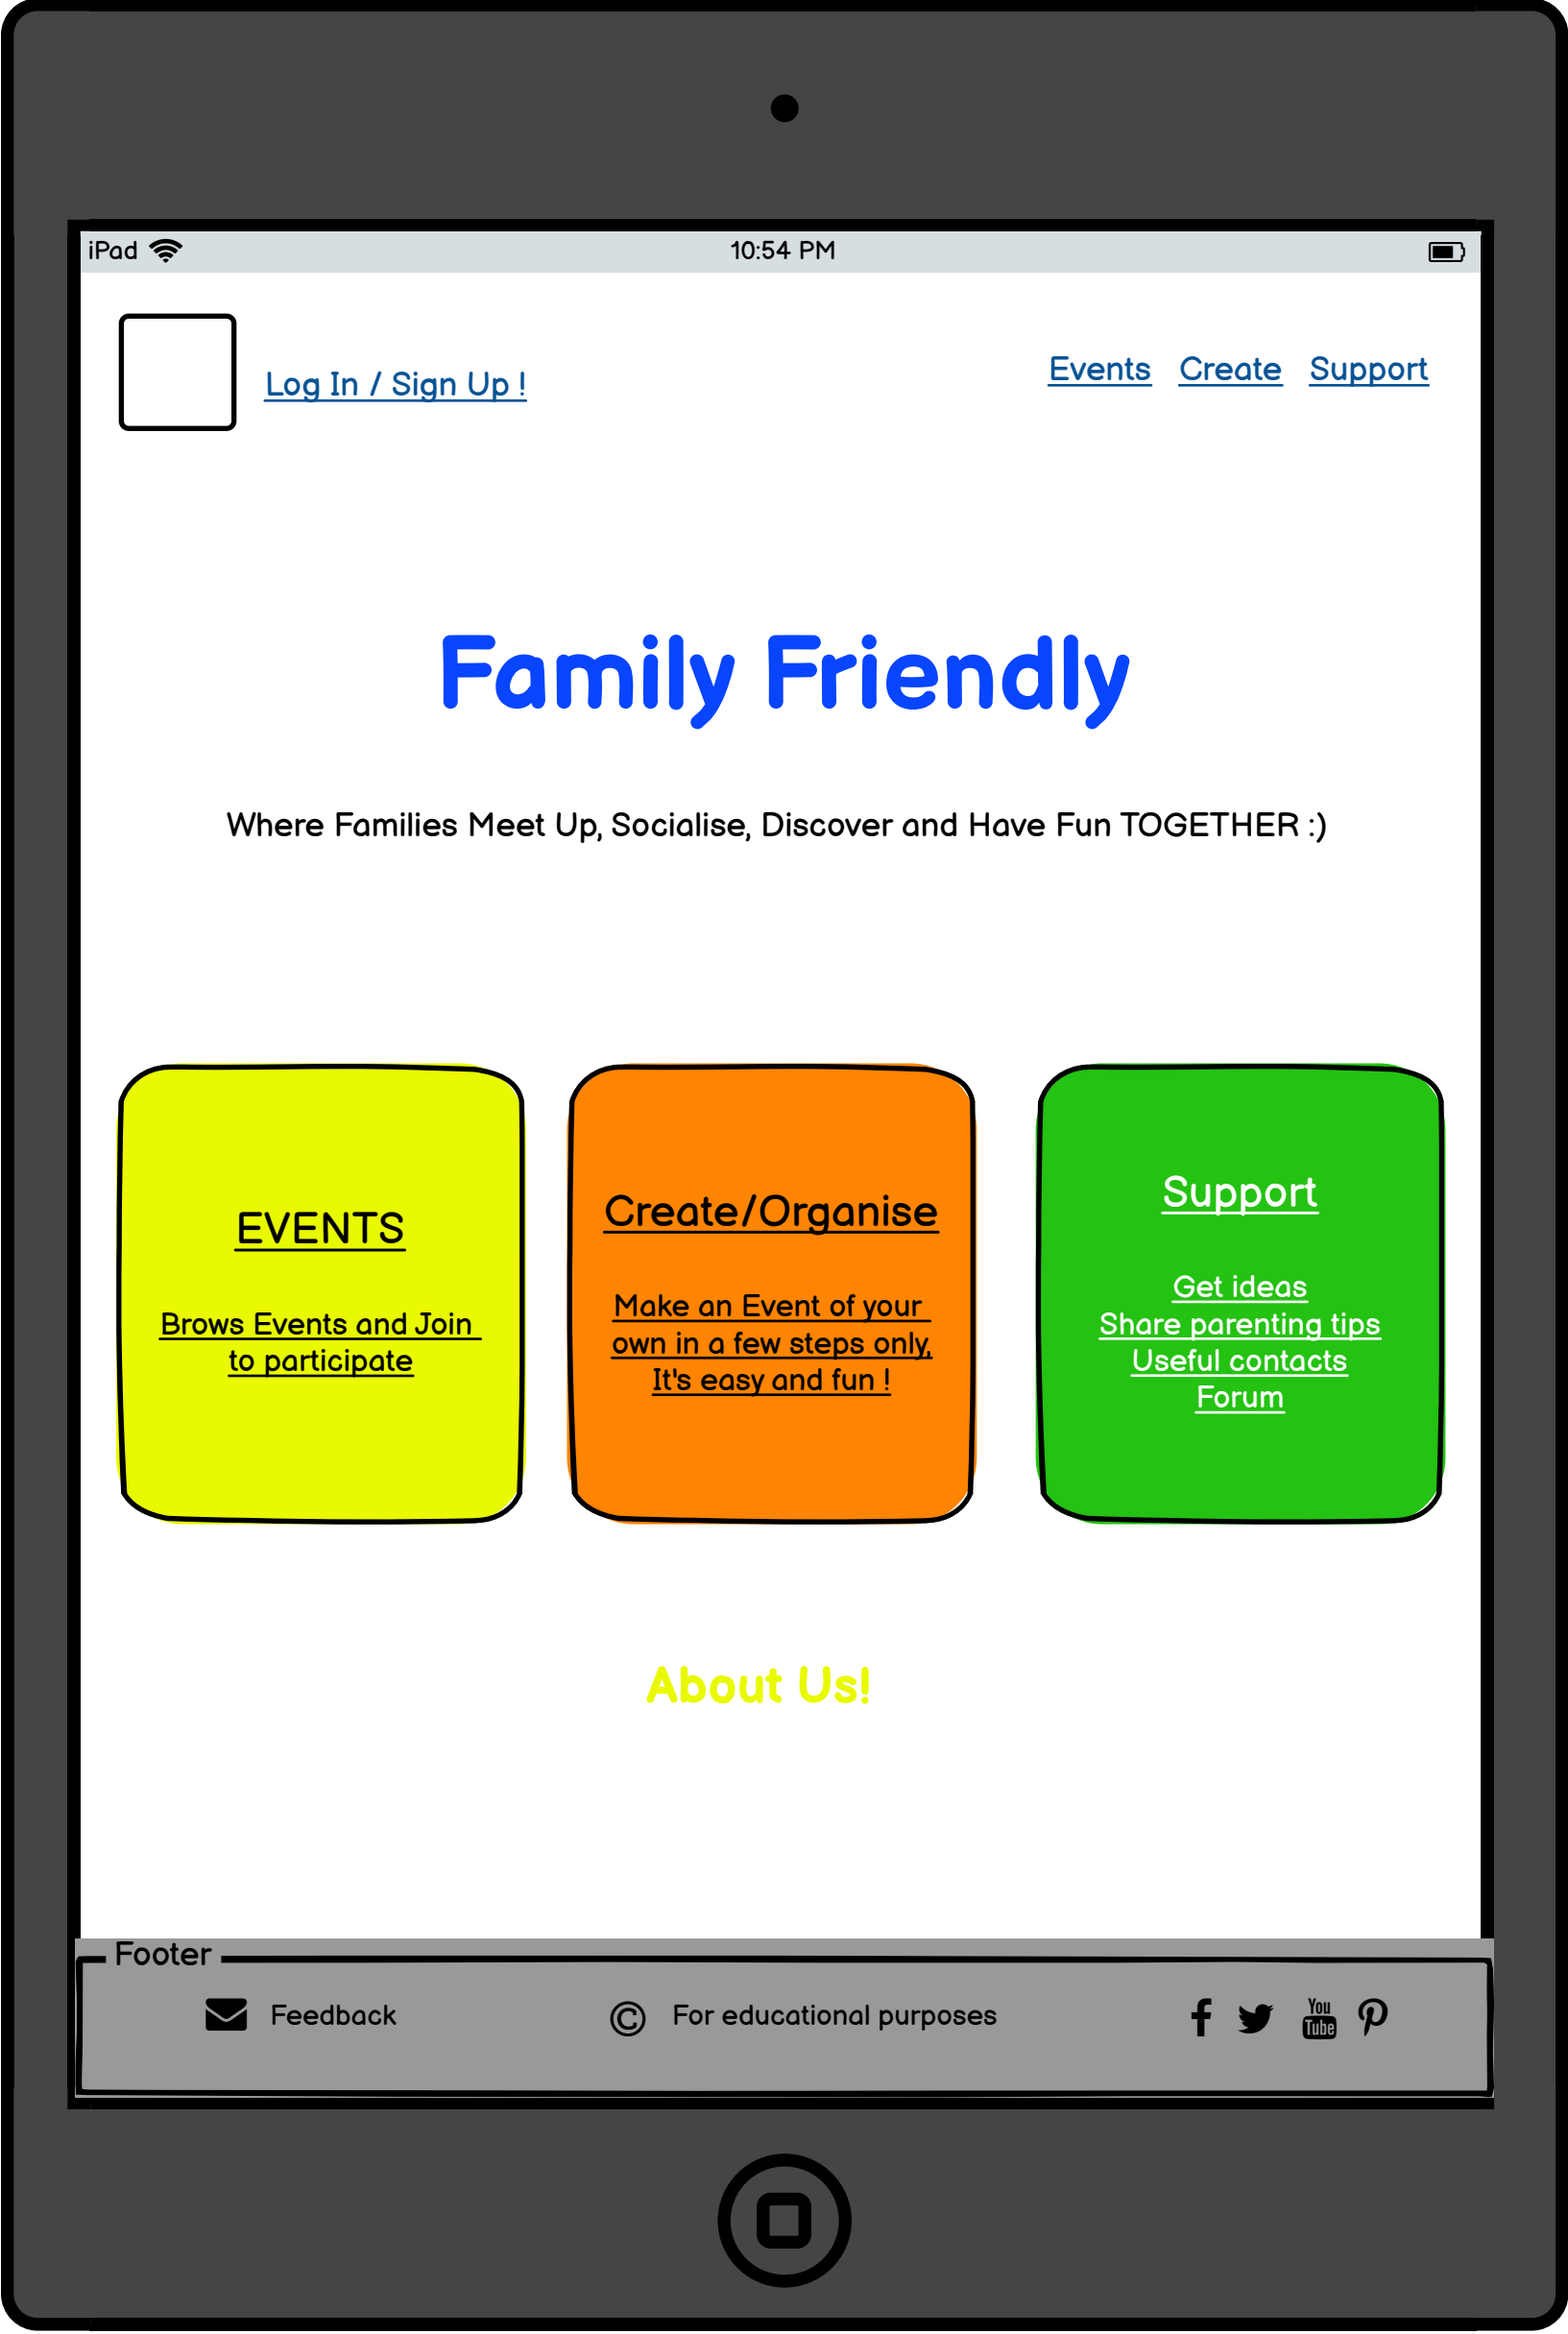 iPad 10:54 PM
Log In / Sign Up !
Events Create Support
Family Friendly
Where Families Meet Up, Socialise, Discover and Have Fun TOGETHER :)
EVENTS
Brows Events and Join
to participate
Create/Organise
Make an Event of your
own in a few steps only,
It's easy and fun !
Support
Get ideas
Share parenting tips
Useful contacts
Forum
About Us!
Footer
Feedback
© For educational purposes
You
Tube